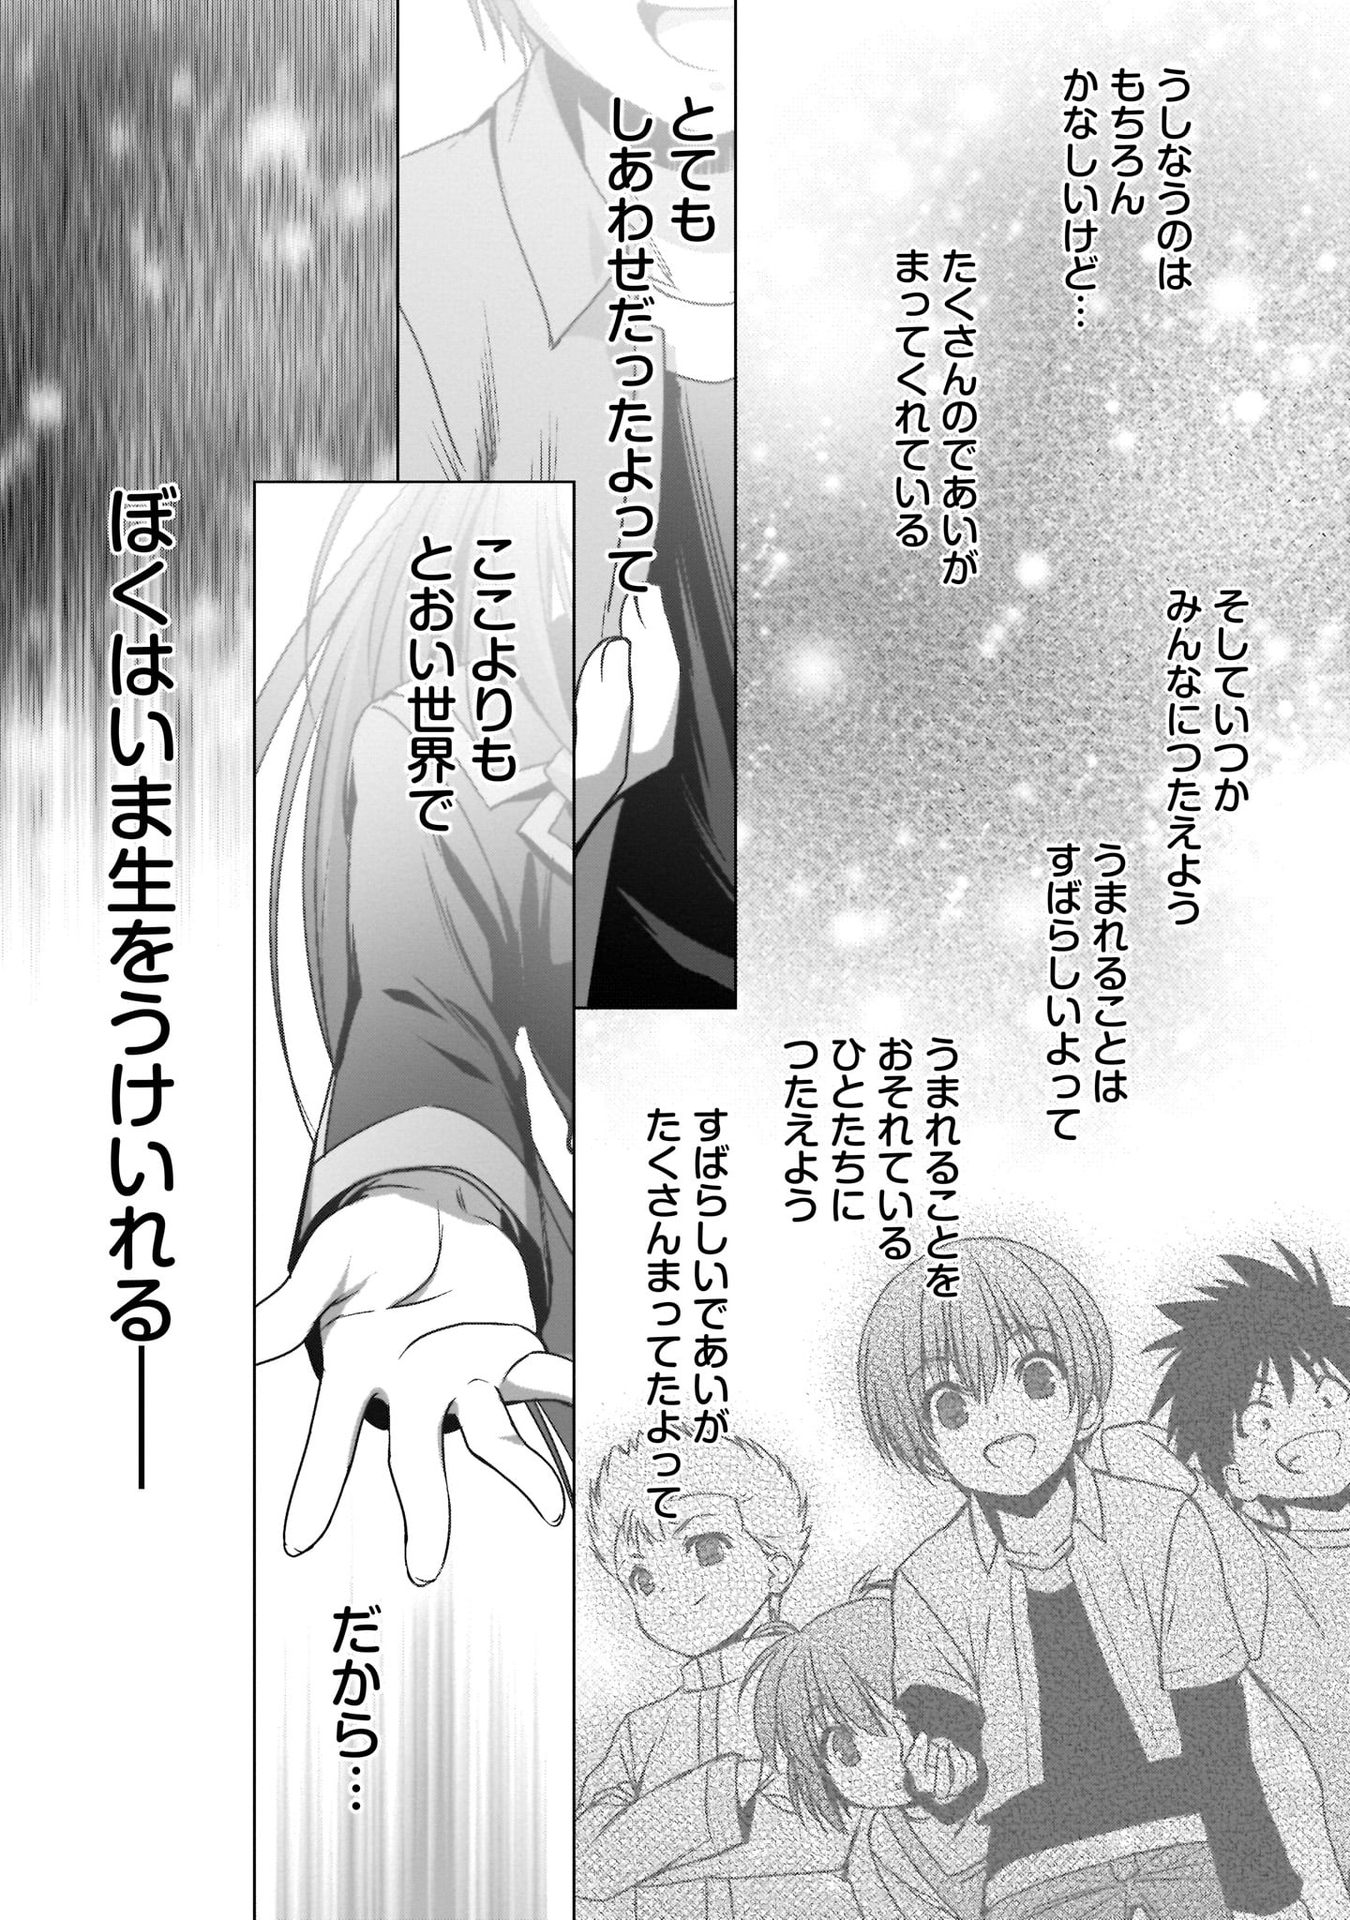 うしなうのは
もちろん
かなしいけど…
たくさんのであいが
まってくれている
そしていつか
みんなにつたえよう
うまれることは
すばらしいよって
うまれることを
おそれている
ひとたちに
つたえよう
すばらしいであいが
たくさんまってたよって
とても
しあわせだったよって
ここよりも
とおい世界で
だから…
ぼくはいま生をうけいれる――